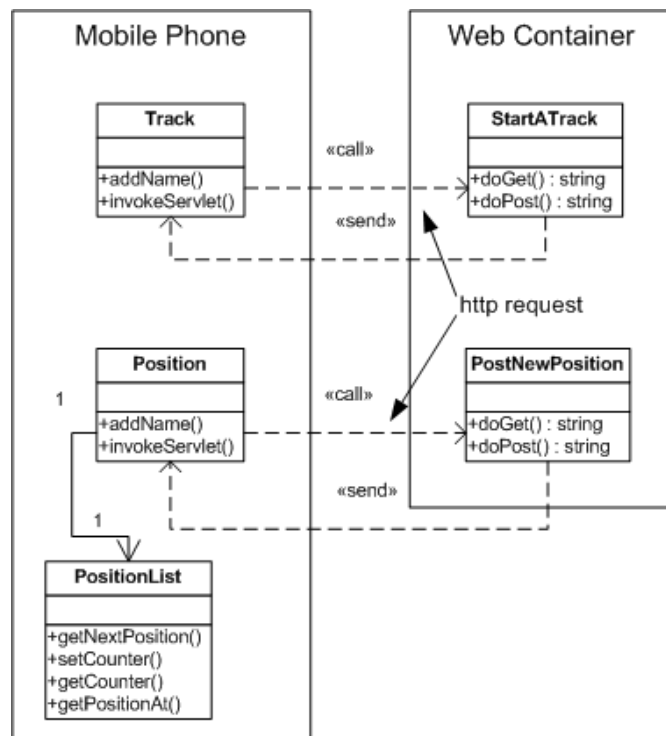 Mobile Phone
Web Container
Track
+addName()
+invokeServlet()
«call»
«send»
StartATrack
+doGet() : string
+doPost() : string
http request
Position
+addName()
+invokeServlet()
«call»
«send»
PostNewPosition
+doGet() : string
+doPost() : string
1
1
PositionList
+getNextPosition()
+setCounter()
+getCounter()
+getPositionAt()